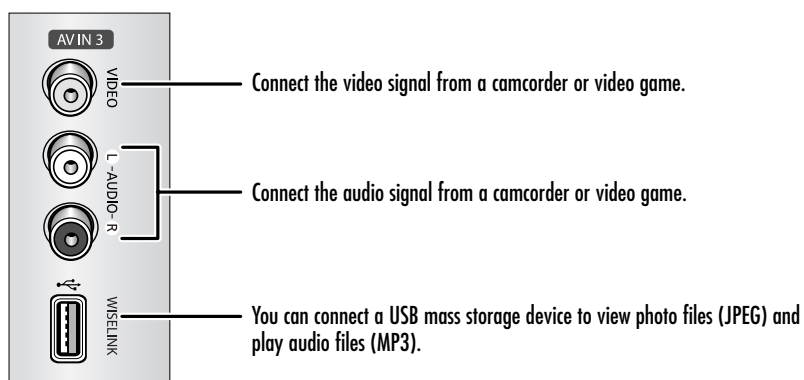 AV IN 3
VIDEO
Connect the video signal from a camcorder or video game.
L -AUDIO- R
Connect the audio signal from a camcorder or video game.
WISELINK
You can connect a USB mass storage device to view photo files (JPEG) and
play audio files (MP3).